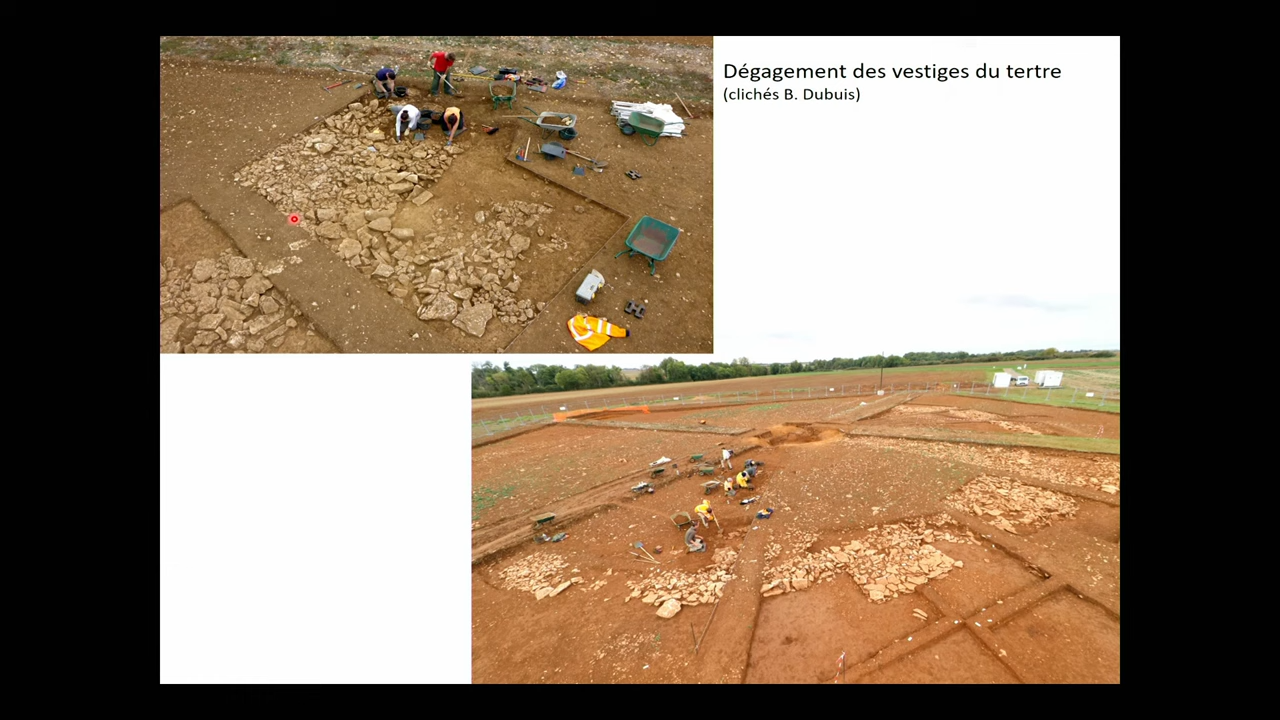 Dégagement des vestiges du tertre
(clichés B. Dubuis)